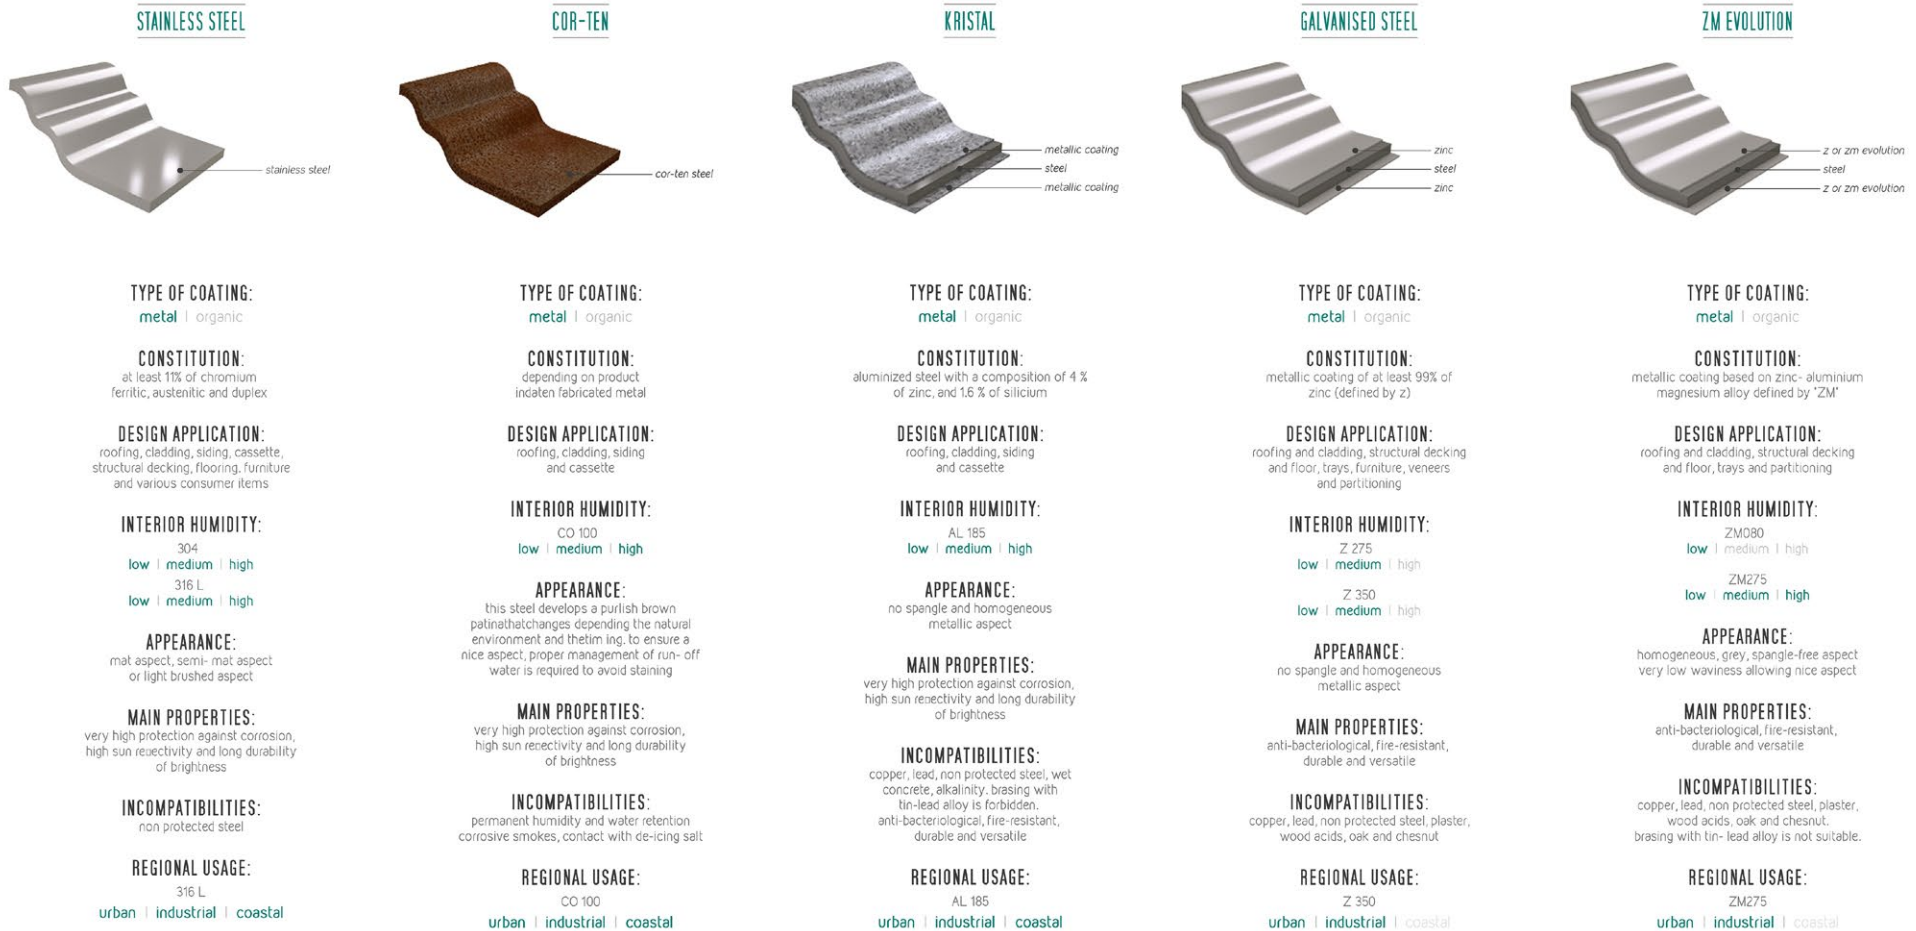 STAINLESS STEEL
stainless steel
TYPE OF COATING:
metal | organic
CONSTITUTION:
at least 11% of chromium
ferritic, austenitic and duplex
DESIGN APPLICATION:
roofing, cladding, siding, cassette,
structural decking, flooring. furniture
and various consumer items
INTERIOR HUMIDITY:
304
low | medium | high
316 L
low | medium | high
APPEARANCE:
mat aspect, semi- mat aspect
or light brushed aspect
MAIN PROPERTIES:
very high protection against corrosion,
high sun and long durability
of brightness
INCOMPATIBILITIES:
non protected steel
REGIONAL USAGE:
316 L
urban | industrial | coastal
COR-TEN
cor-ten steel
TYPE OF COATING:
metal | organic
CONSTITUTION:
depending on product
indaten fabricated metal
DESIGN APPLICATION:
roofing, cladding, siding
and cassette
INTERIOR HUMIDITY:
CO 100
low | medium | high
APPEARANCE:
this steel develops a purlish brown
patinathatchanges depending the natural
environment and thetim ing. to ensure a
nice aspect, proper management of run- off
water is required to avoid staining
MAIN PROPERTIES:
very high protection against corrosion,
high sun and long durability
of brightness
INCOMPATIBILITIES:
permanent humidity and water retention
corrosive smokes, contact with de-icing salt
REGIONAL USAGE:
CO 100
urban | industrial | coastal
KRISTAL
metallic coating
steel
metallic coating
TYPE OF COATING:
metal | organic
CONSTITUTION:
aluminized steel with a composition of 4 %
of zinc, and 1.6 % of silicium
DESIGN APPLICATION:
roofing, cladding, siding
and cassette
INTERIOR HUMIDITY:
AL 185
low | medium | high
APPEARANCE:
no spangle and homogeneous
metallic aspect
MAIN PROPERTIES:
very high protection against corrosion,
high sun and long durability
of brightness
INCOMPATIBILITIES:
copper, lead, non protected steel, wet
concrete, alkalinity. brasing with
tin-lead alloy is forbidden.
anti-bacteriological, fire-resistant,
durable and versatile
REGIONAL USAGE:
AL 185
urban | industrial | coastal
GALVANISED STEEL
zinc
steel
zinc
TYPE OF COATING:
metal | organic
CONSTITUTION:
metallic coating of at least 99% of
zinc (defined by z)
DESIGN APPLICATION:
roofing and cladding, structural decking
and floor, trays, furniture, veneers
and partitioning
INTERIOR HUMIDITY:
Z 275
low | medium | high
Z 350
low | medium | high
APPEARANCE:
no spangle and homogeneous
metallic aspect
MAIN PROPERTIES:
anti-bacteriological, fire-resistant,
durable and versatile
INCOMPATIBILITIES:
copper, lead, non protected steel, plaster,
wood acids, oak and chesnut
REGIONAL USAGE:
Z 350
urban | industrial | coastal
ZM EVOLUTION
z or zm evolution
steel
z or zm evolution
TYPE OF COATING:
metal | organic
CONSTITUTION:
metallic coating based on zinc- aluminium
magnesium alloy defined by "ZM"
DESIGN APPLICATION:
roofing and cladding, structural decking
and floor, trays and partitioning
INTERIOR HUMIDITY:
ZM080
low | medium | high
ZM275
low | medium | high
APPEARANCE:
homogeneous, grey, spangle-free aspect
very low waviness allowing nice aspect
MAIN PROPERTIES:
anti-bacteriological, fire-resistant,
durable and versatile
INCOMPATIBILITIES:
copper, lead, non protected steel, plaster,
wood acids, oak and chesnut.
brasing with tin- lead alloy is not suitable.
REGIONAL USAGE:
ZM275
urban | industrial | coastal